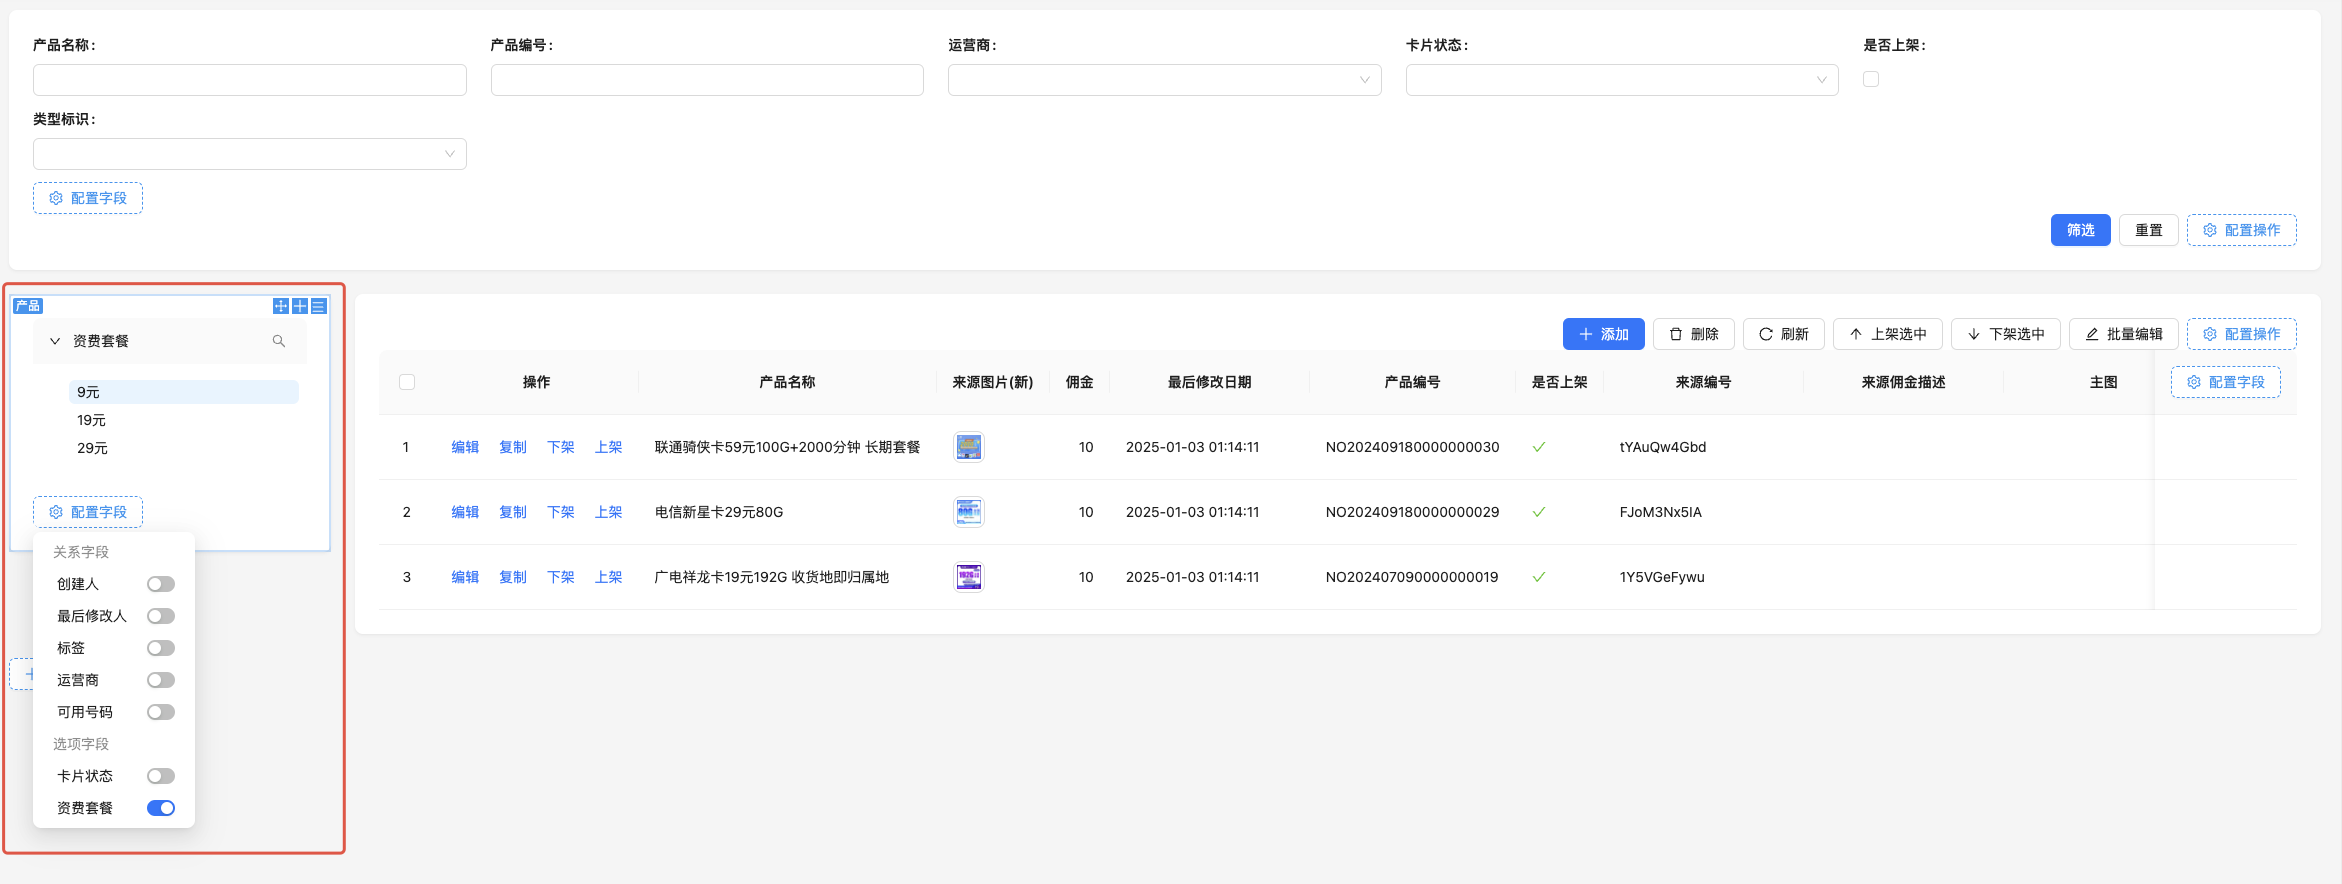 产品名称：
产品编号：
运营商：
卡片状态：
是否上架：
类型标识：
配置字段
筛选
重置
配置操作
产品
资费套餐
9元
19元
29元
配置字段
关系字段
创建人
最后修改人
标签
运营商
可用号码
选项字段
卡片状态
资费套餐
添加
删除
刷新
上架选中
下架选中
批量编辑
配置操作
操作 产品名称 来源图片(新) 佣金 最后修改日期 产品编号 是否上架 来源编号 来源佣金描述 主图 配置字段
1 编辑 复制 下架 上架 联通骑侠卡59元100G+2000分钟 长期套餐 10 2025-01-03 01:14:11 NO202409180000000030 tYAuQw4Gbd
2 编辑 复制 下架 上架 电信新星卡29元80G 10 2025-01-03 01:14:11 NO202409180000000029 FJoM3Nx5IA
3 编辑 复制 下架 上架 广电祥龙卡19元192G 收货地即归属地 10 2025-01-03 01:14:11 NO202407090000000019 1Y5VGeFywu